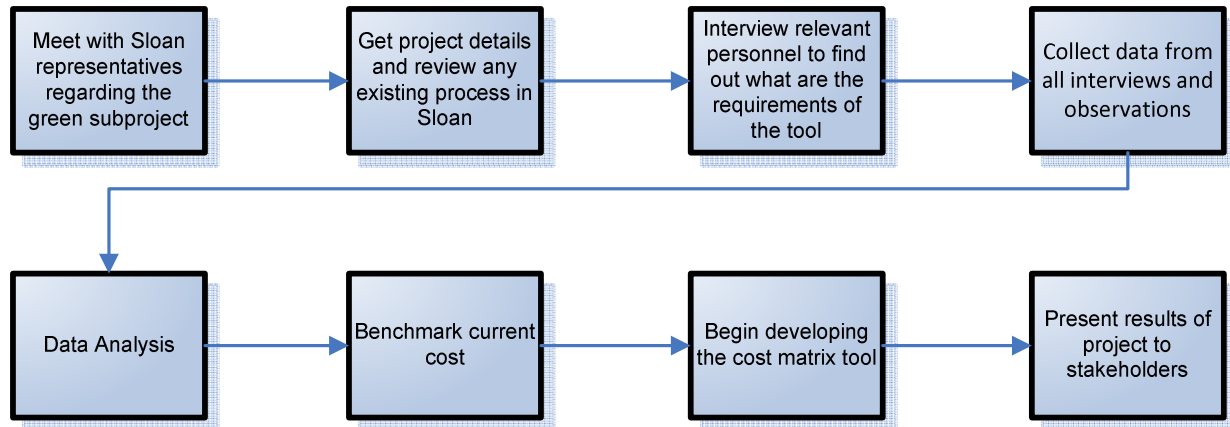 Meet with Sloan
representatives
regarding the
green subproject
Get project details
and review any
existing process in
Sloan
Interview relevant
personnel to find
out what are the
requirements of
the tool
Collect data from
all interviews and
observations
Data Analysis
Benchmark current
cost
Begin developing
the cost matrix tool
Present results of
project to
stakeholders